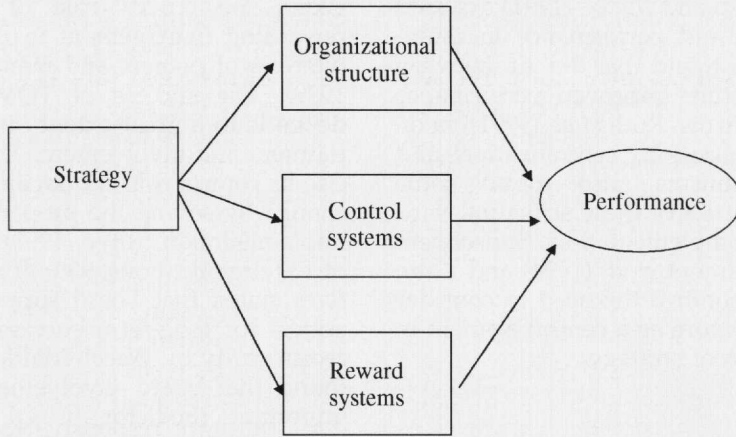 Organizational
structure
Strategy
Control
systems
Performance
Reward
systems